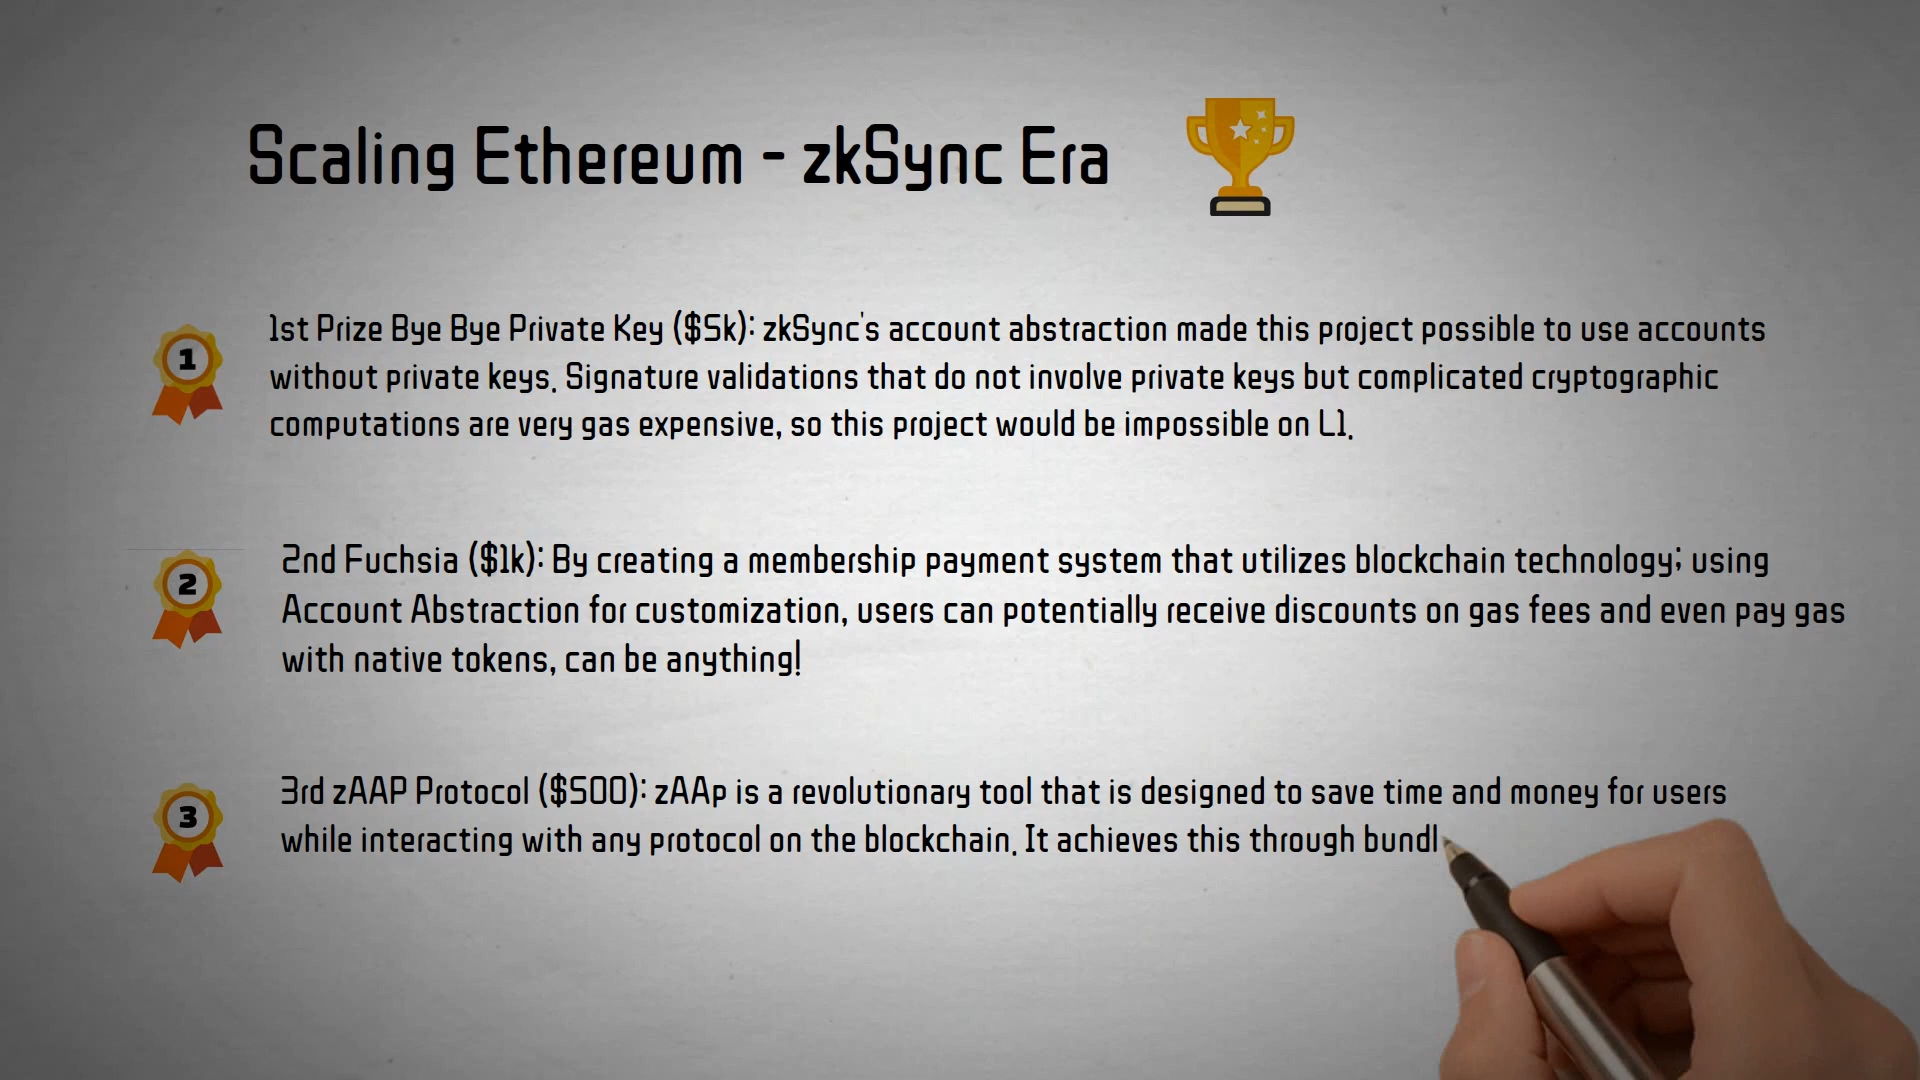 Scaling Ethereum - zkSync Era
1
1st Prize Bye Bye Private Key ($5k): zkSync's account abstraction made this project possible to use accounts
without private keys. Signature validations that do not involve private keys but complicated cryptographic
computations are very gas expensive, so this project would be impossible on L1.
2
2nd Fuchsia ($1k): By creating a membership payment system that utilizes blockchain technology; using
Account Abstraction for customization, users can potentially receive discounts on gas fees and even pay gas
with native tokens, can be anything!
3
3rd zAAP Protocol ($500): zAAp is a revolutionary tool that is designed to save time and money for users
while interacting with any protocol on the blockchain. It achieves this through bundl